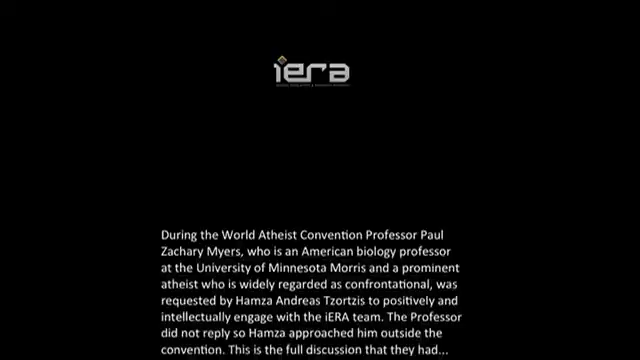 iera
During the World Atheist Convention Professor Paul
Zachary Myers, who is an American biology professor
at the University of Minnesota Morris and a prominent
atheist who is widely regarded as confrontational, was
requested by Hamza Andreas Tzortzis to positively and
intellectually engage with the iERA team. The Professor
did not reply so Hamza approached him outside the
convention. This is the full discussion that they had...